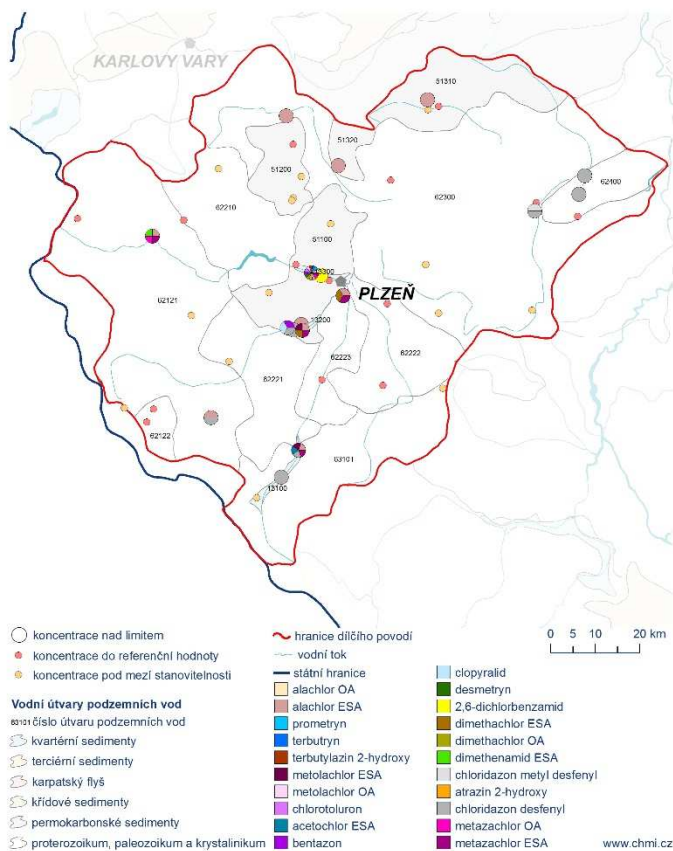 KARLOVY VARY
51310
51320
51200
62400
62300
62210
51100
PLZEŇ
62121
13200
62223
62222
62221
62122
63101
13100
koncentrace nad limitem
koncentrace do referenční hodnoty
koncentrace pod mezí stanovitelnosti
Vodní útvary podzemních vod
63101 číslo útvaru podzemních vod
kvartérní sedimenty
terciérní sedimenty
karpatský flyš
křídové sedimenty
permokarbonské sedimenty
proterozoikum, paleozoikum a krystalinikum
hranice dílčího povodí
vodní tok
státní hranice
alachlor OA
alachlor ESA
prometryn
terbutryn
terbutylazin 2-hydroxy
metolachlor ESA
metolachlor OA
chlorotoluron
acetochlor ESA
bentazon
0 5 10 20 km
clopyralid
desmetryn
2,6-dichlorbenzamid
dimethachlor ESA
dimethachlor OA
dimethenamid ESA
chloridazon metyl desfenyl
atrazin 2-hydroxy
chloridazon desfenyl
metazachlor OA
metazachlor ESA
www.chmi.cz